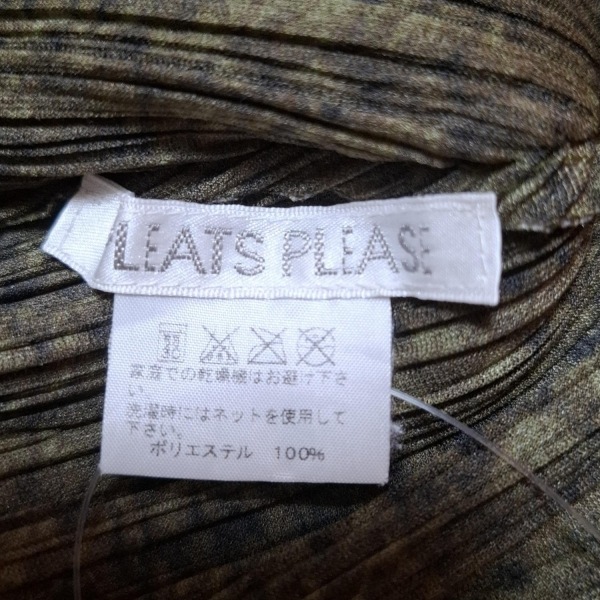 PLEATS PLEASE
家庭での乾燥機はお避け下さ
い。
洗濯時にはネットを使用して
下さい。
ポリエステル 100%